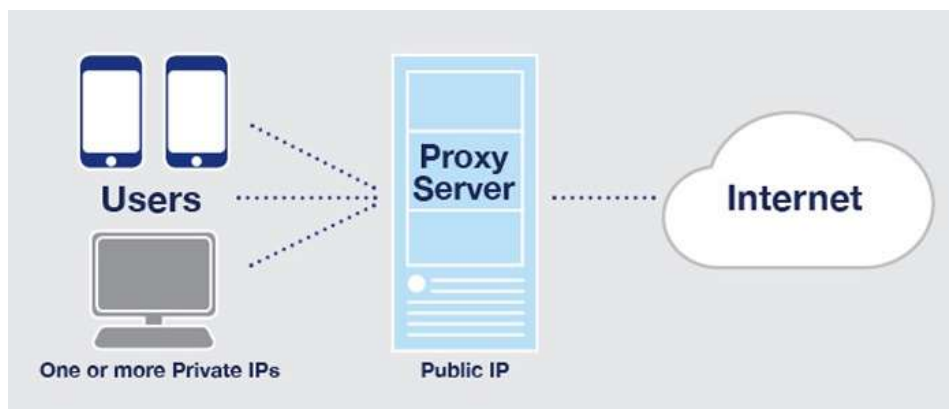 Users
One or more Private IPs
Proxy
Server
Public IP
Internet